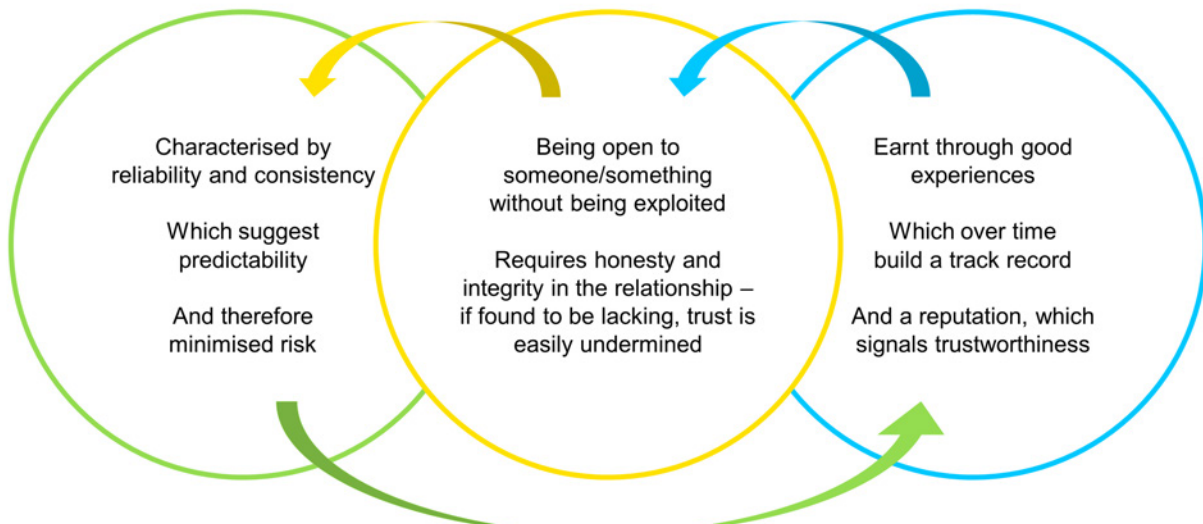 Characterised by
reliability and consistency
Which suggest
predictability
And therefore
minimised risk
Being open to
someone/something
without being exploited
Requires honesty and
integrity in the relationship –
if found to be lacking, trust is
easily undermined
Earnt through good
experiences
Which over time
build a track record
And a reputation, which
signals trustworthiness